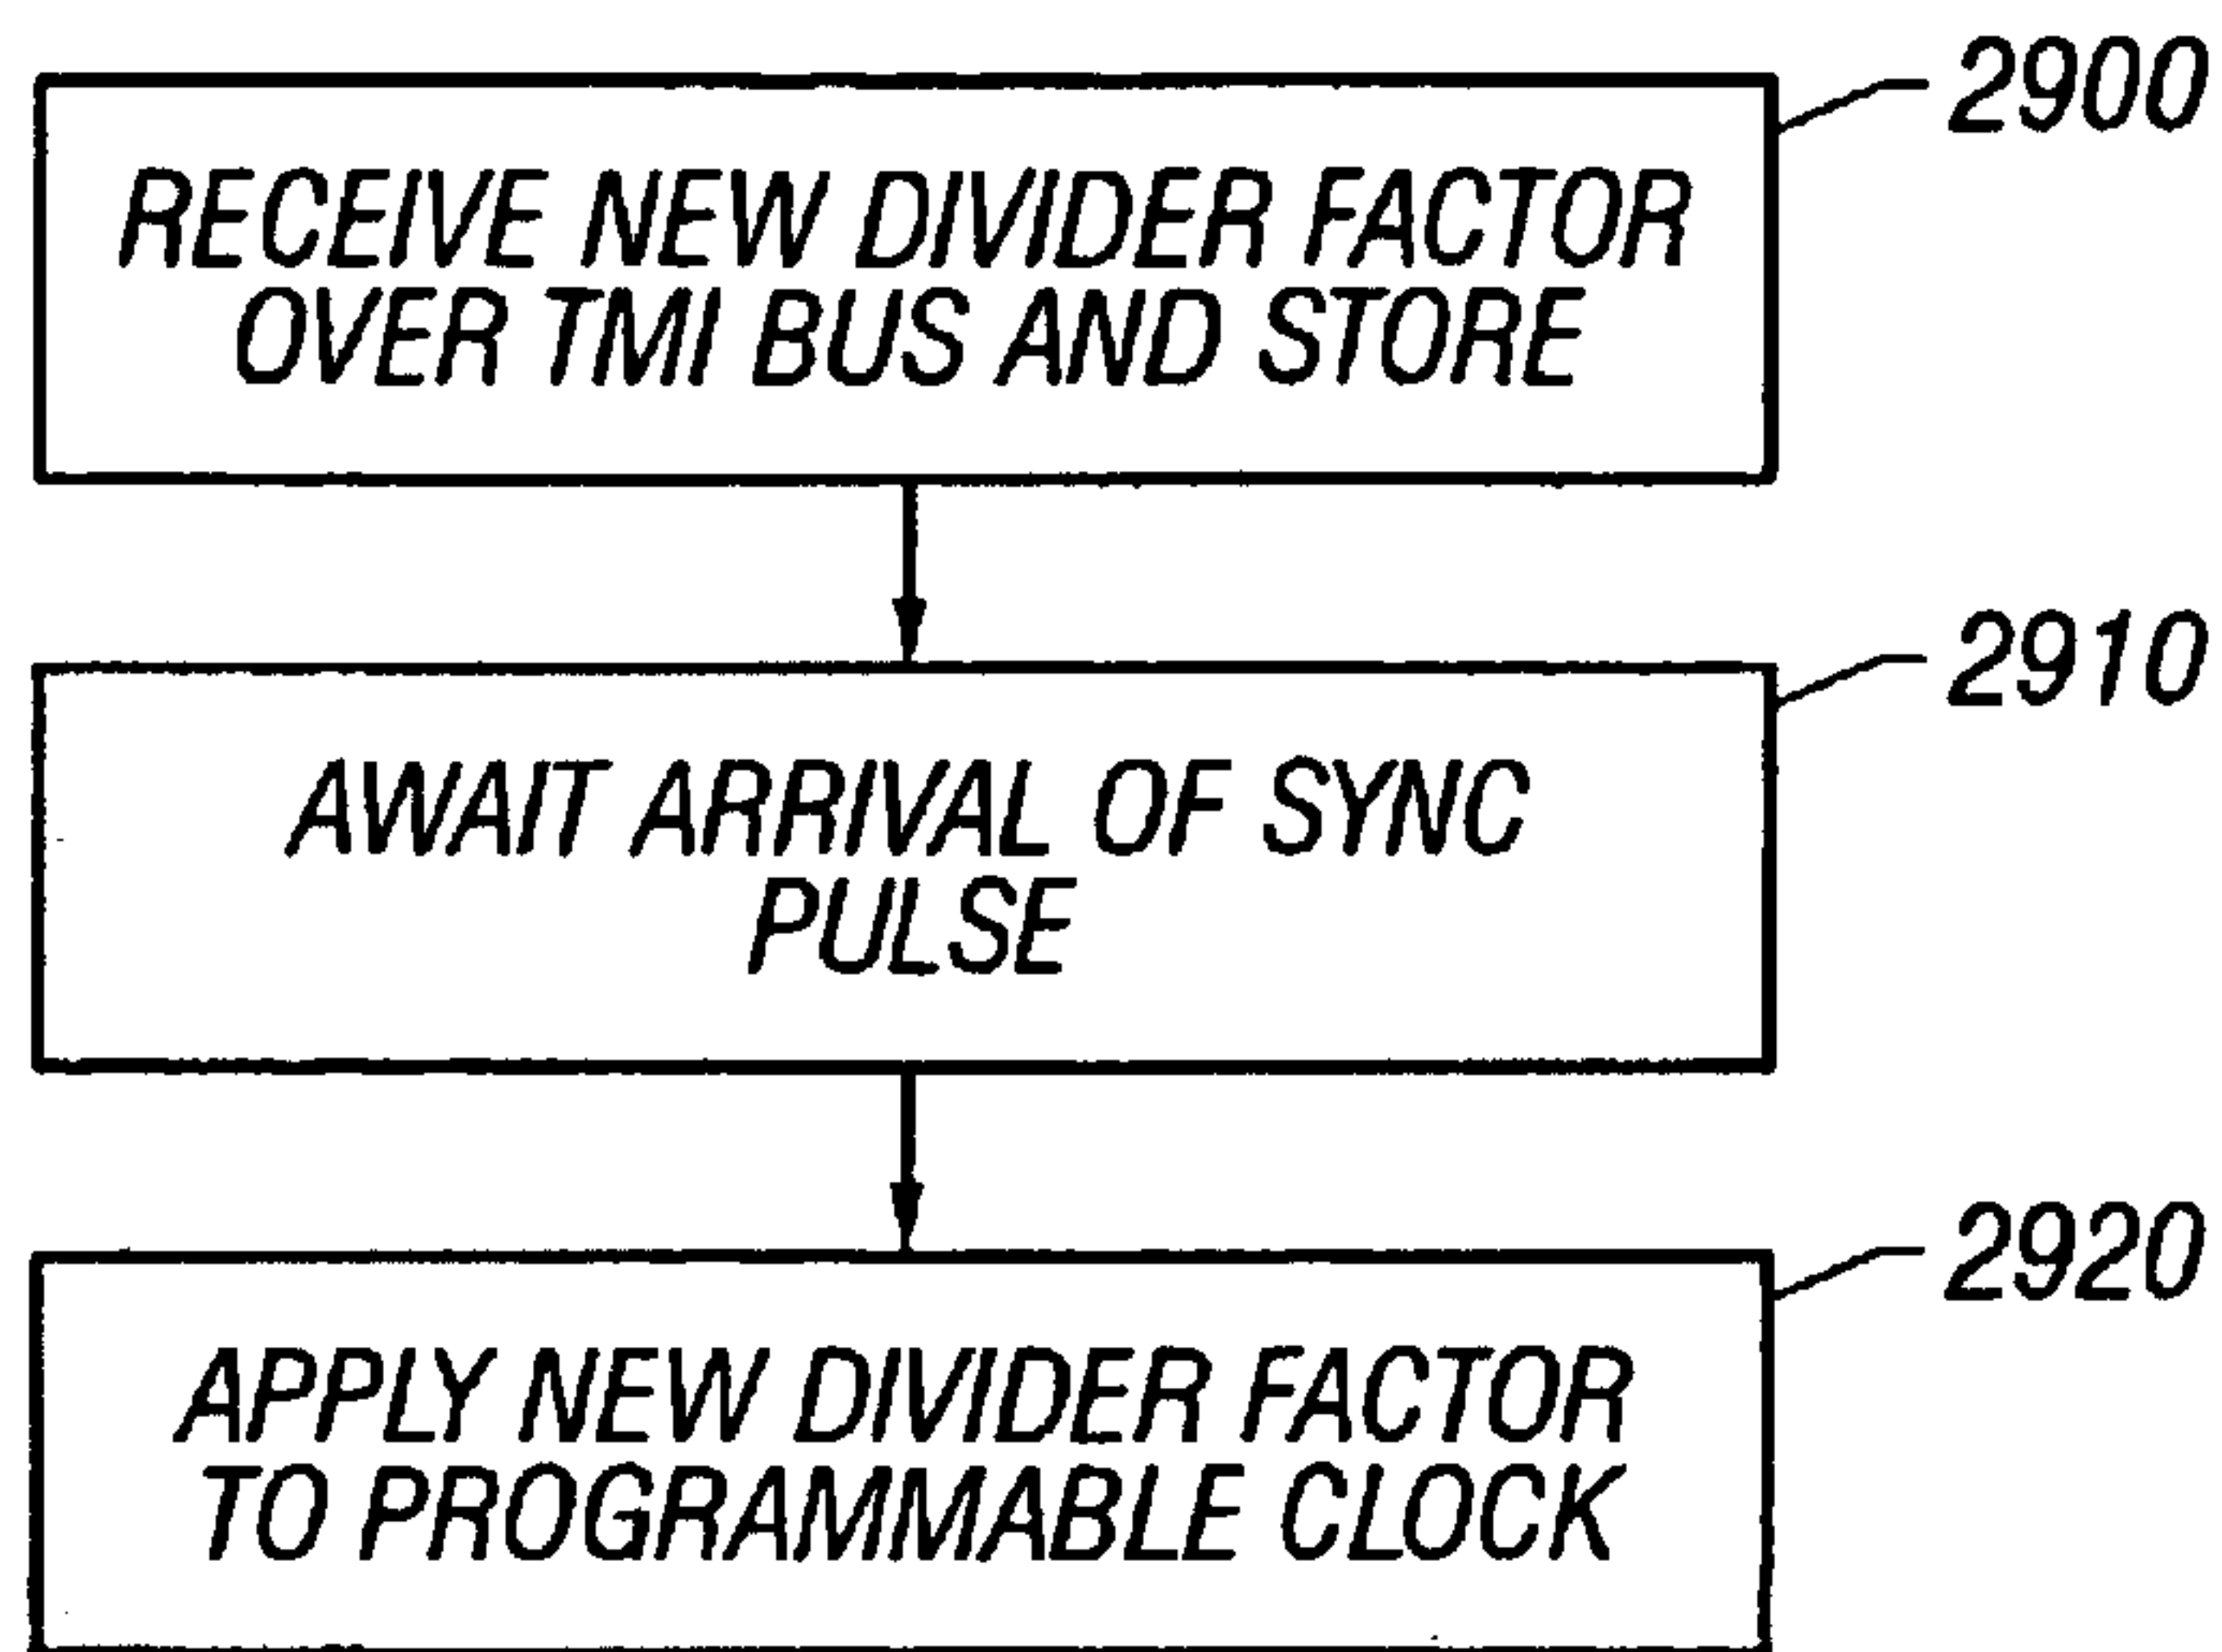 2900
RECEIVE NEW DIVIDER FACTOR
OVER TMI BUS AND STORE
2910
AWAIT ARRIVAL OF SYNC
PULSE
2920
APPLY NEW DIVIDER FACTOR
TO PROGRAMMABLE CLOCK